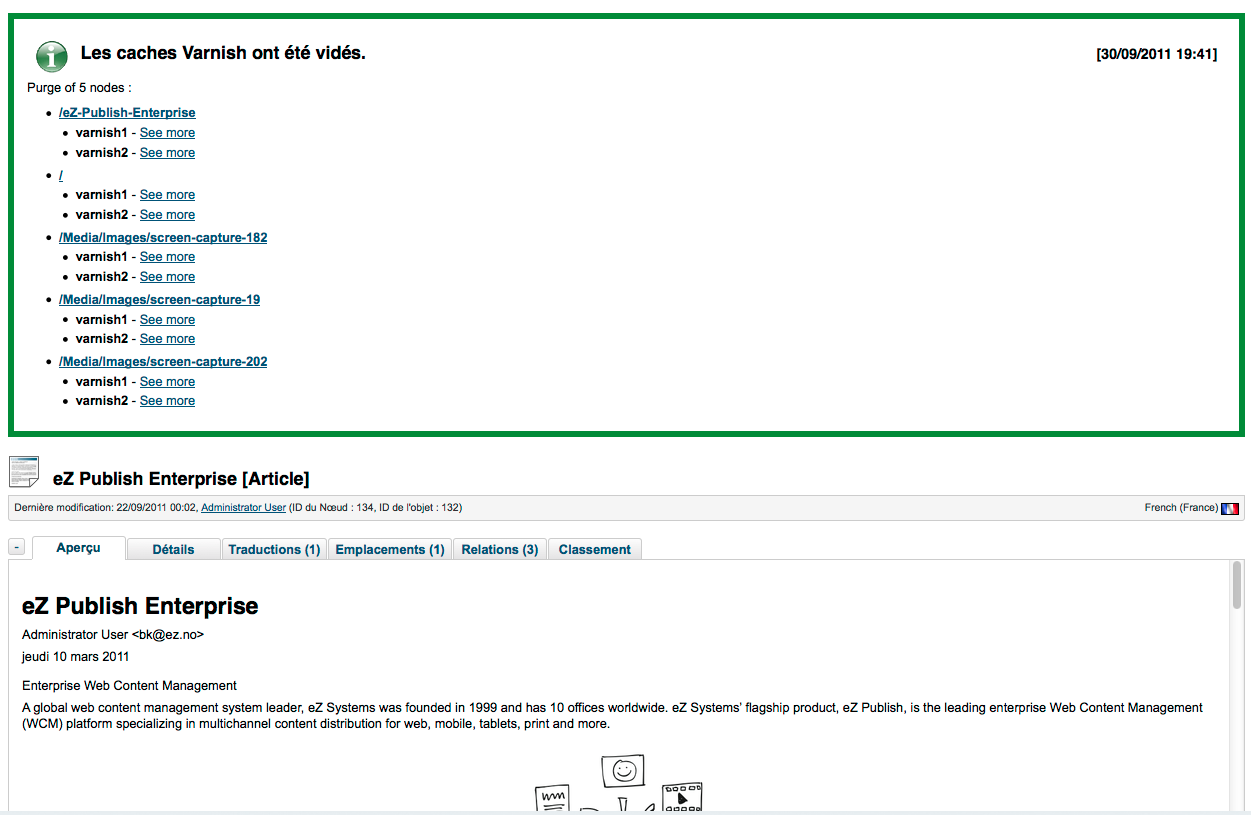 Les caches Varnish ont été vidés. [30/09/2011 19:41]
Purge of 5 nodes :
/eZ-Publish-Enterprise
varnish1 - See more
varnish2 - See more
/
varnish1 - See more
varnish2 - See more
/Media/Images/screen-capture-182
varnish1 - See more
varnish2 - See more
/Media/Images/screen-capture-19
varnish1 - See more
varnish2 - See more
/Media/Images/screen-capture-202
varnish1 - See more
varnish2 - See more
eZ Publish Enterprise [Article]
Dernière modification: 22/09/2011 00:02, Administrator User (ID du Nœud : 134, ID de l'objet : 132) French (France)
- Aperçu Détails Traductions (1) Emplacements (1) Relations (3) Classement
eZ Publish Enterprise
Administrator User <bk@ez.no>
jeudi 10 mars 2011
Enterprise Web Content Management
A global web content management system leader, eZ Systems was founded in 1999 and has 10 offices worldwide. eZ Systems' flagship product, eZ Publish, is the leading enterprise Web Content Management
(WCM) platform specializing in multichannel content distribution for web, mobile, tablets, print and more.